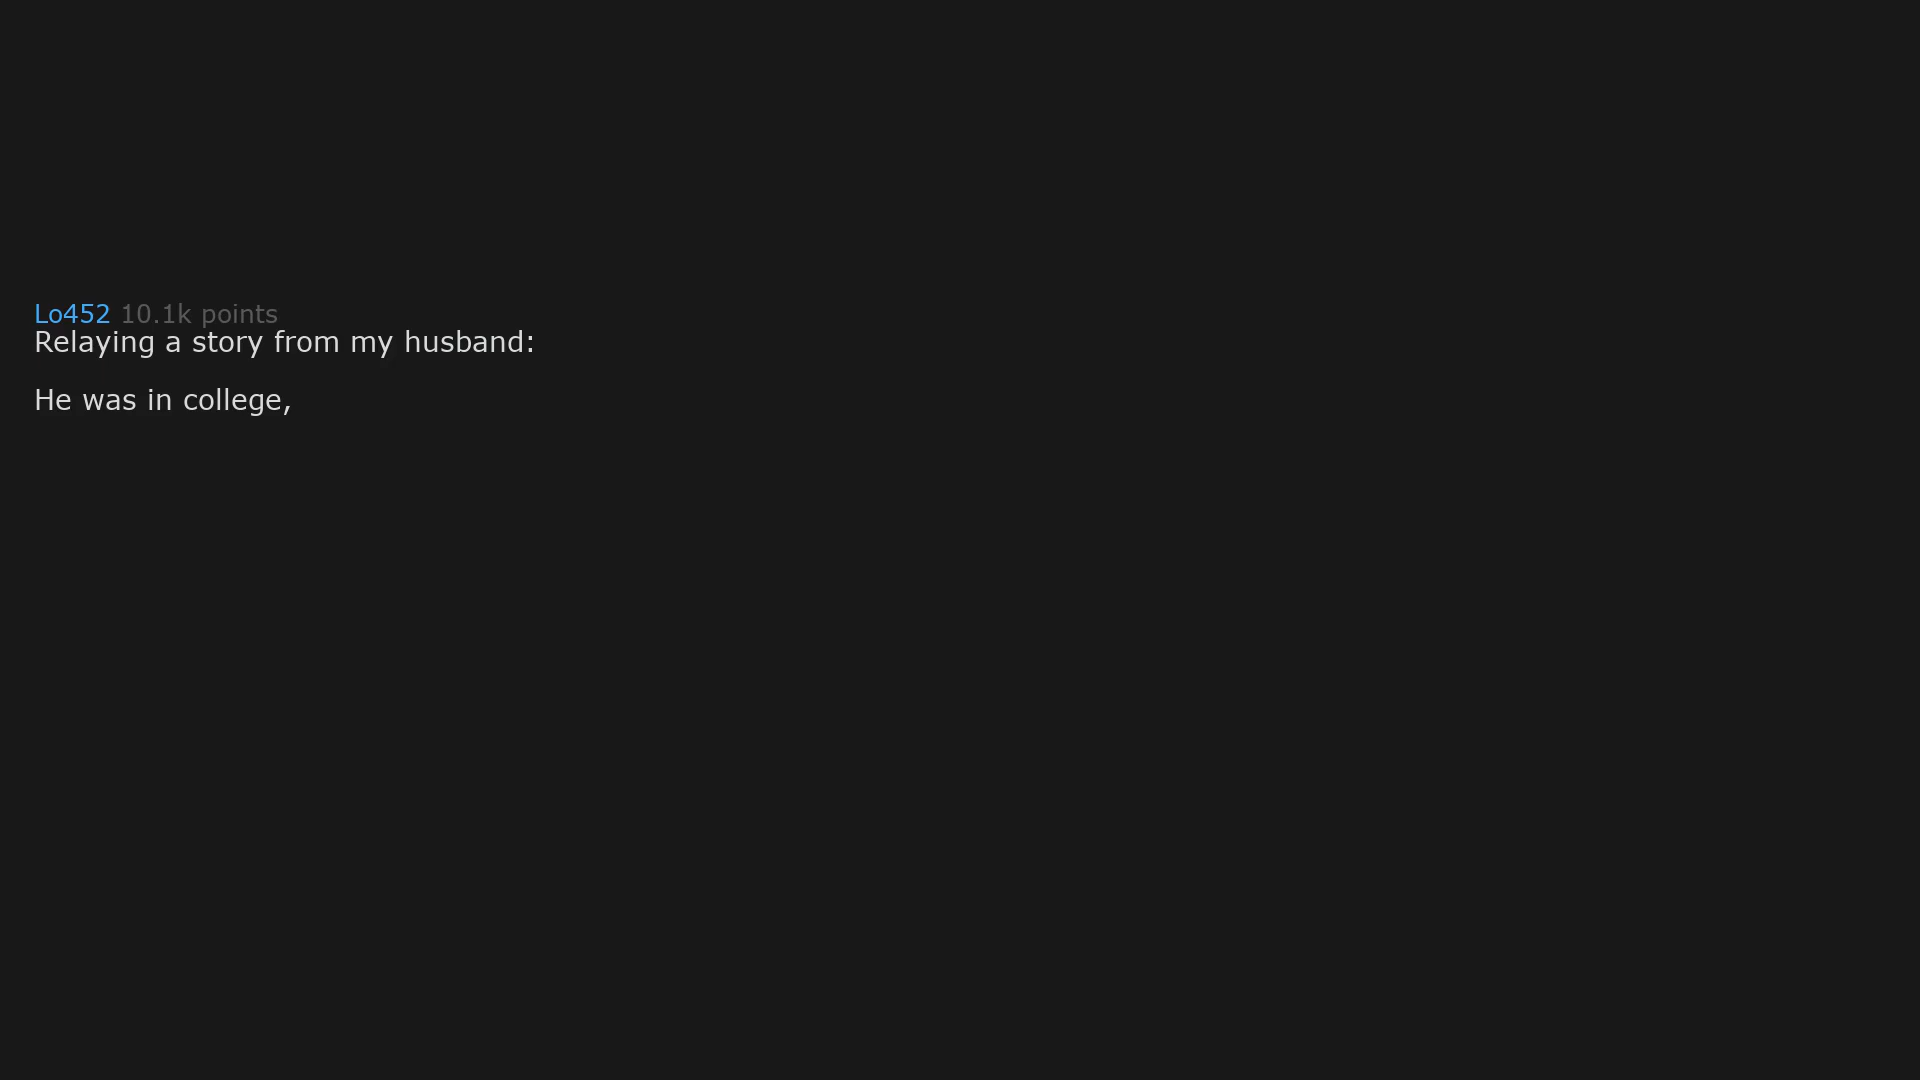 Lo452 10.1k points
Relaying a story from my husband:
He was in college,